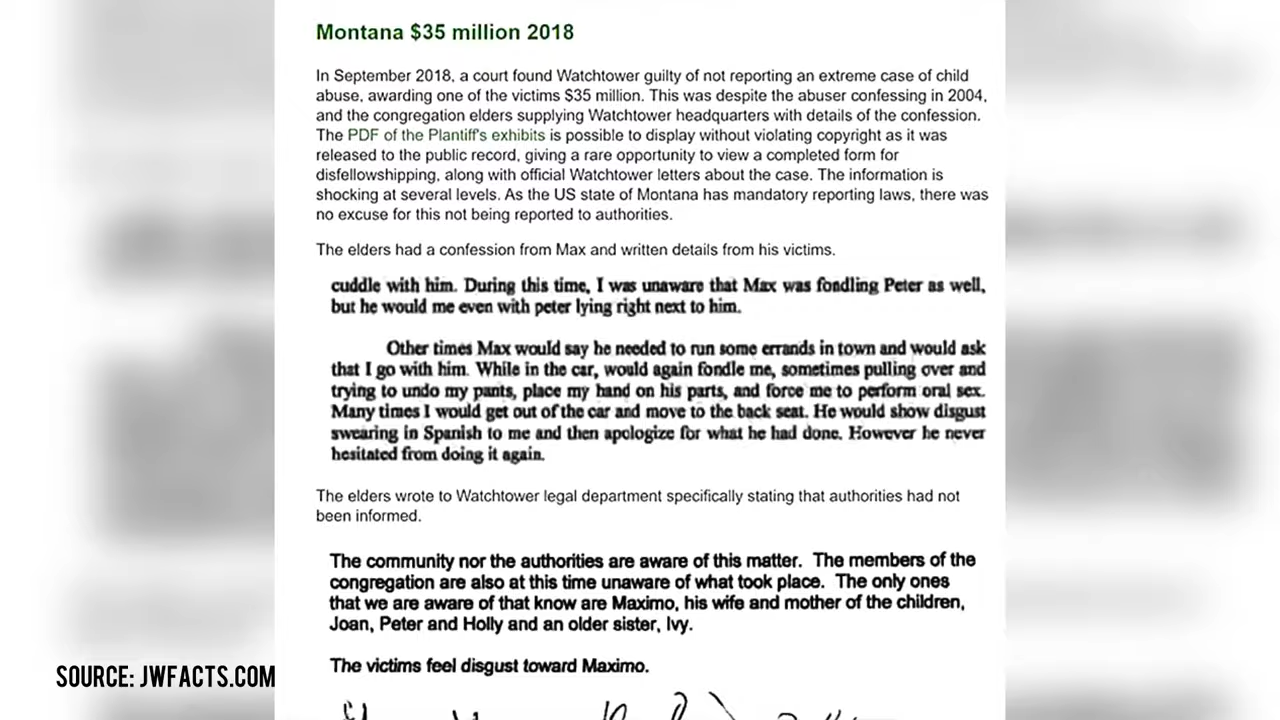 Montana $35 million 2018
In September 2018, a court found Watchtower guilty of not reporting an extreme case of child
abuse, awarding one of the victims $35 million. This was despite the abuser confessing in 2004,
and the congregation elders supplying Watchtower headquarters with details of the confession.
The PDF of the Plantiff's exhibits is possible to display without violating copyright as it was
released to the public record, giving a rare opportunity to view a completed form for
disfellowshipping, along with official Watchtower letters about the case. The information is
shocking at several levels. As the US state of Montana has mandatory reporting laws, there was
no excuse for this not being reported to authorities.
The elders had a confession from Max and written details from his victims.
cuddle with him. During this time, I was unaware that Max was fondling Peter as well,
but he would me even with peter lying right next to him.
Other times Max would say he needed to run some errands in town and would ask
that I go with him. While in the car, would again fondle me, sometimes pulling over and
trying to undo my pants, place my hand on his parts, and force me to perform oral sex.
Many times I would get out of the car and move to the back seat. He would show disgust
swearing in Spanish to me and then apologize for what he had done. However he never
hesitated from doing it again.
The elders wrote to Watchtower legal department specifically stating that authorities had not
been informed.
The community nor the authorities are aware of this matter. The members of the
congregation are also at this time unaware of what took place. The only ones
that we are aware of that know are Maximo, his wife and mother of the children,
Joan, Peter and Holly and an older sister, Ivy.
The victims feel disgust toward Maximo.
SOURCE: JWFACTS.COM